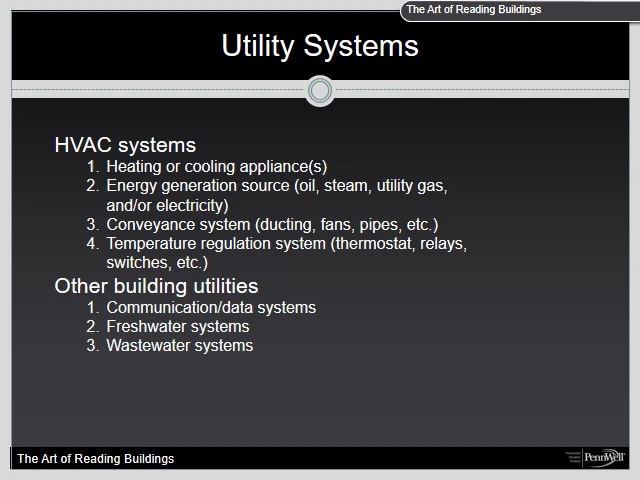 The Art of Reading Buildings
Utility Systems
HVAC systems
1. Heating or cooling appliance(s)
2. Energy generation source (oil, steam, utility gas,
and/or electricity)
3. Conveyance system (ducting, fans, pipes, etc.)
4. Temperature regulation system (thermostat, relays,
switches, etc.)
Other building utilities
1. Communication/data systems
2. Freshwater systems
3. Wastewater systems
The Art of Reading Buildings
PennWell